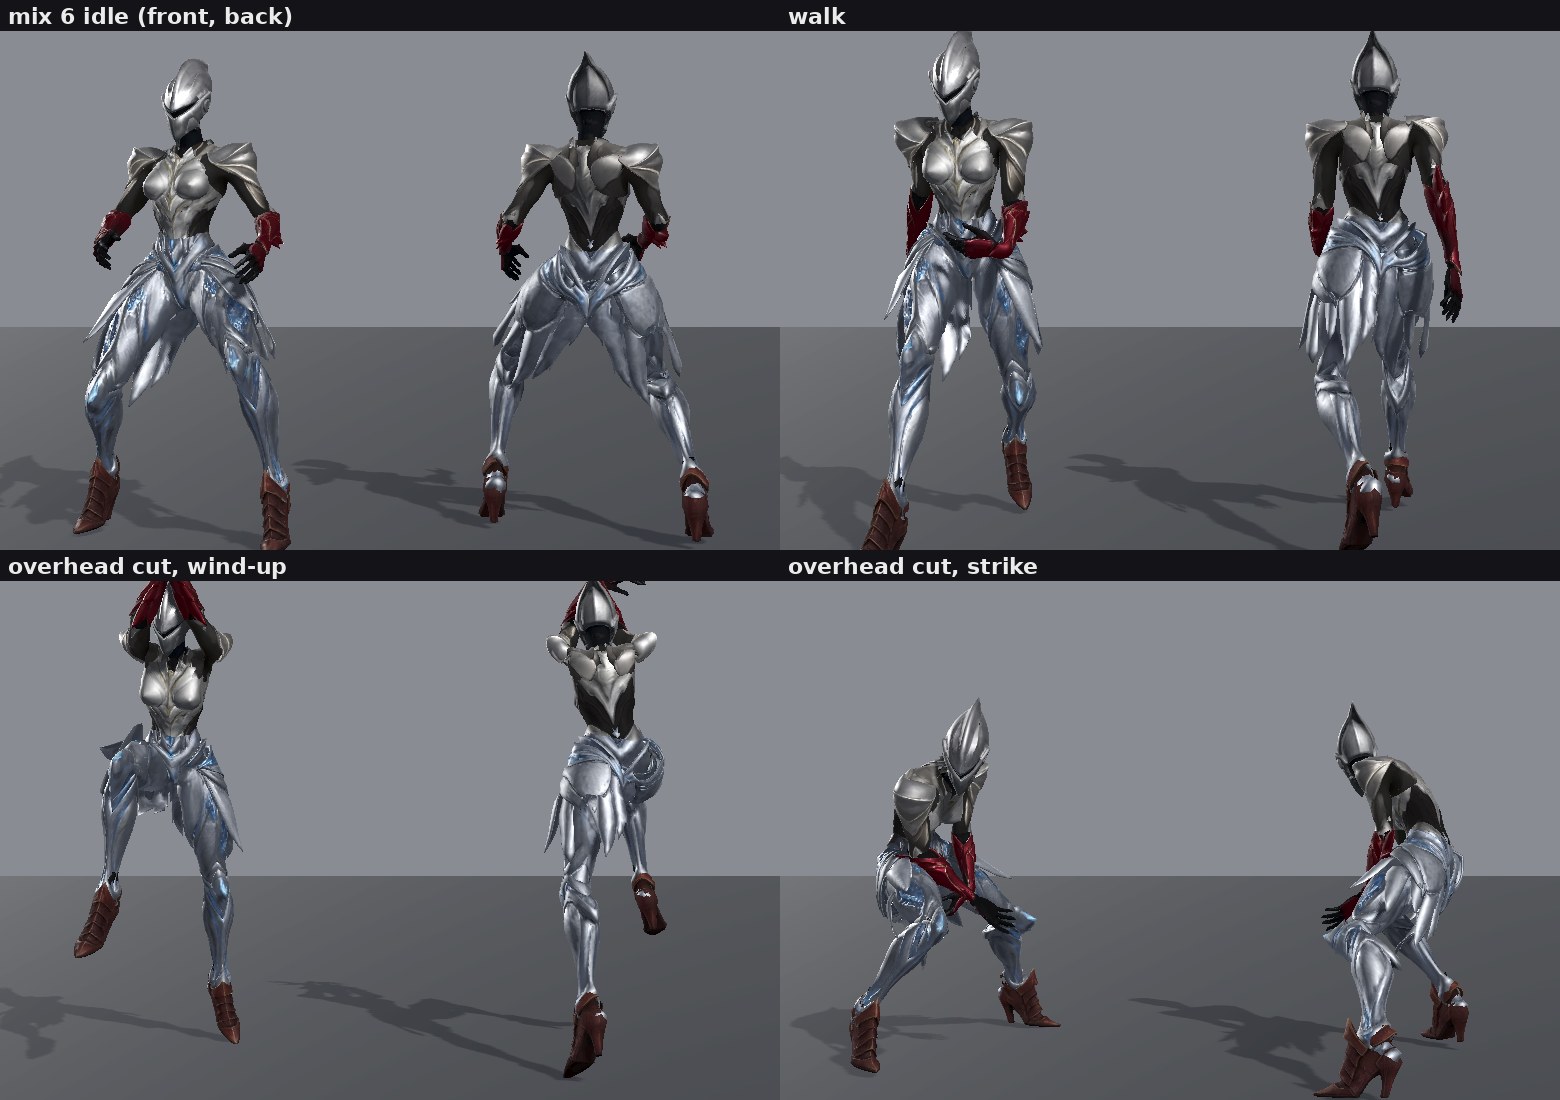 mix 6 idle (front, back)
walk
overhead cut, wind-up
overhead cut, strike